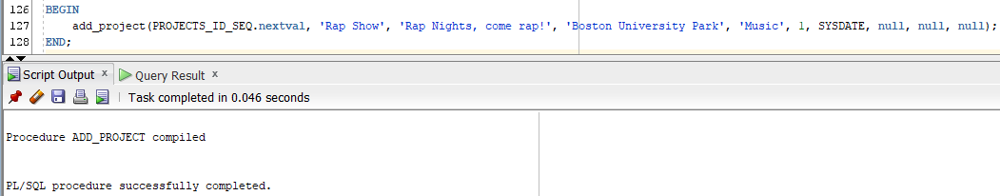 126 BEGIN
127 add_project(PROJECTS_ID_SEQ.nextval, 'Rap Show', 'Rap Nights, come rap!', 'Boston University Park', 'Music', 1, SYSDATE, null, null, null);
128 END;
Script Output x Query Result x
Task completed in 0.046 seconds
Procedure ADD_PROJECT compiled
PL/SQL procedure successfully completed.